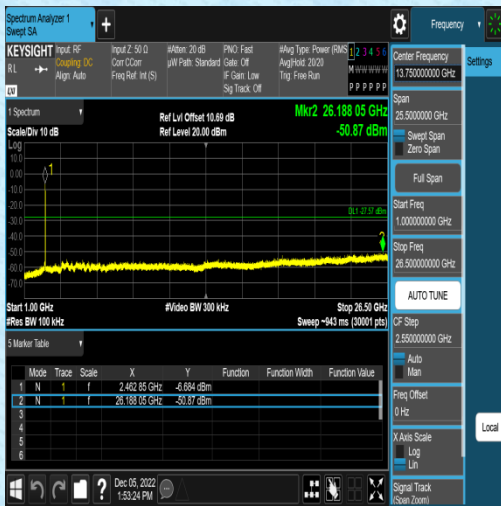 Spectrum Analyzer 1
Swept SA
Frequency
KEYSIGHT
RL
LXI
Input: RF
Coupling: DC
Align: Auto
Input Z: 50 Ω
Corr CCorr
Freq Ref: Int (S)
#Atten: 20 dB
µW Path: Standard
PNO: Fast
Gate: Off
IF Gain: Low
Sig Track: Off
#Avg Type: Power (RMS
Avg|Hold: 20/20
Trig: Free Run
1 2 3 4 5 6
M W W W W W
P P P P P P
Center Frequency
13.750000000 GHz
Settings
Span
25.5000000 GHz
Swept Span
Zero Span
Full Span
Start Freq
1.000000000 GHz
Stop Freq
26.500000000 GHz
AUTO TUNE
CF Step
2.550000000 GHz
Auto
Man
Freq Offset
0 Hz
X Axis Scale
Log
Lin
Signal Track
(Span Zoom)
Local
1 Spectrum
Scale/Div 10 dB
Ref Lvl Offset 10.69 dB
Ref Level 20.00 dBm
Mkr2 26.188 05 GHz
-50.87 dBm
Log
10.0
0.00
-10.0
-20.0
-30.0
-40.0
-50.0
-60.0
-70.0
1
2
DL1 -27.57 dBm
Start 1.00 GHz
#Res BW 100 kHz
#Video BW 300 kHz
Stop 26.50 GHz
Sweep ~943 ms (30001 pts)
5 Marker Table
Mode Trace Scale X Y Function Function Width Function Value
1 N 1 f 2.462 85 GHz -6.684 dBm
2 N 1 f 26.188 05 GHz -50.87 dBm
3
4
5
6
?
Dec 05, 2022
1:53:24 PM